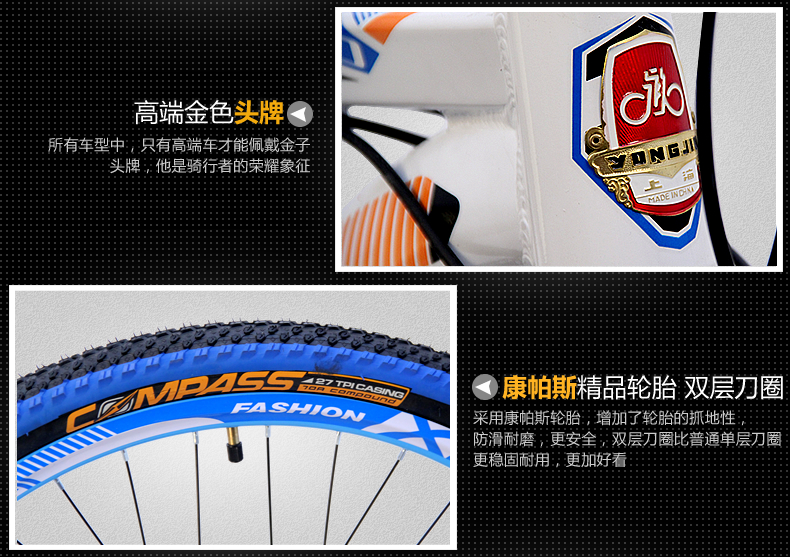 高端金色头牌
所有车型中，只有高端车才能佩戴金子
头牌，他是骑行者的荣耀象征
YONGJIU
上海
MADE IN CHINA
COMPASS
27 TPI CASING
70A COMPOUND
FASHION
康帕斯精品轮胎 双层刀圈
采用康帕斯轮胎，增加了轮胎的抓地性，
防滑耐磨，更安全，双层刀圈比普通单层刀圈
更稳固耐用，更加好看